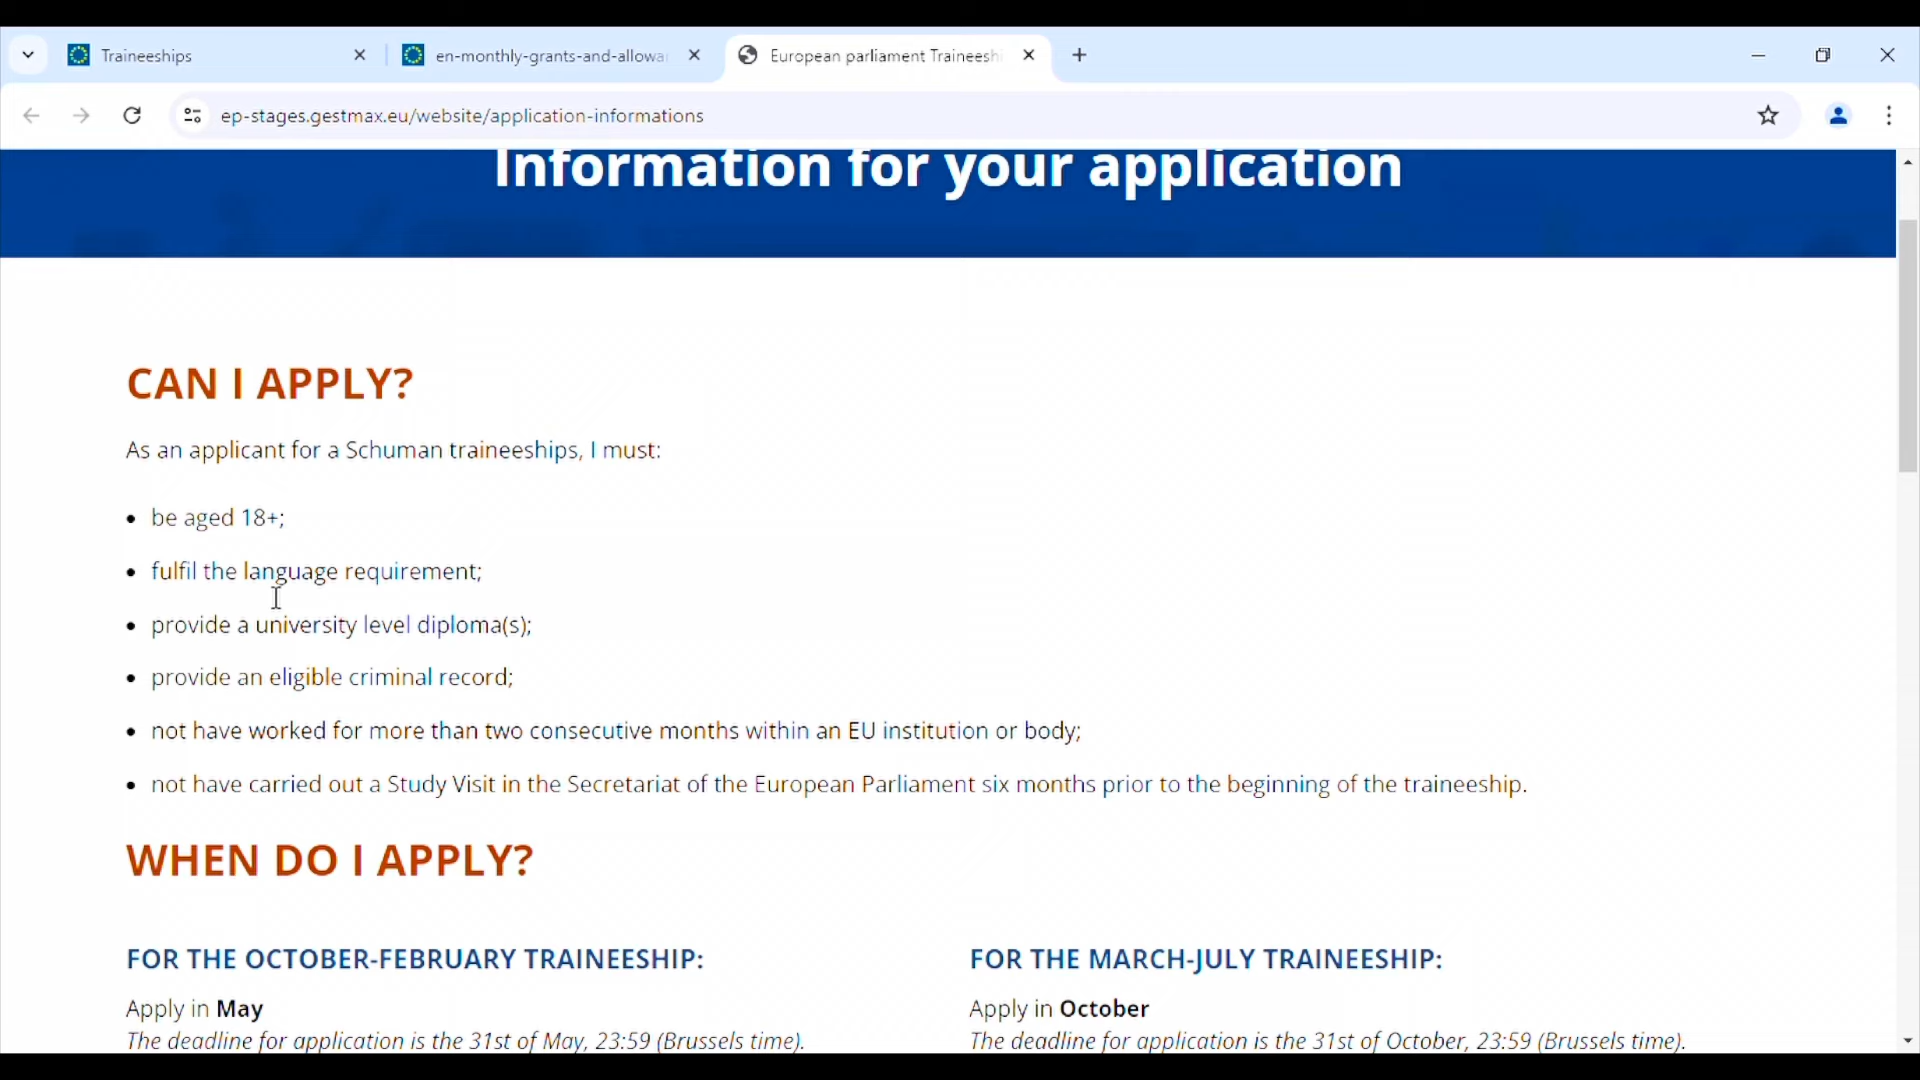 Traineeships
en-monthly-grants-and-allowa
European parliament Traineesh
ep-stages.gestmax.eu/website/application-informations
Information for your application
CAN I APPLY?
As an applicant for a Schuman traineeships, I must:
• be aged 18+;
• fulfil the language requirement;
• provide a university level diploma(s);
• provide an eligible criminal record;
• not have worked for more than two consecutive months within an EU institution or body;
• not have carried out a Study Visit in the Secretariat of the European Parliament six months prior to the beginning of the traineeship.
WHEN DO I APPLY?
FOR THE OCTOBER-FEBRUARY TRAINEESHIP:
Apply in May
The deadline for application is the 31st of May, 23:59 (Brussels time).
FOR THE MARCH-JULY TRAINEESHIP:
Apply in October
The deadline for application is the 31st of October, 23:59 (Brussels time).